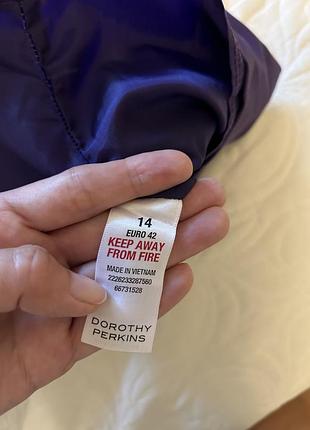 14
EURO 42
KEEP AWAY
FROM FIRE
MADE IN VIETNAM
2226233287560
66731528
DOROTHY
PERKINS